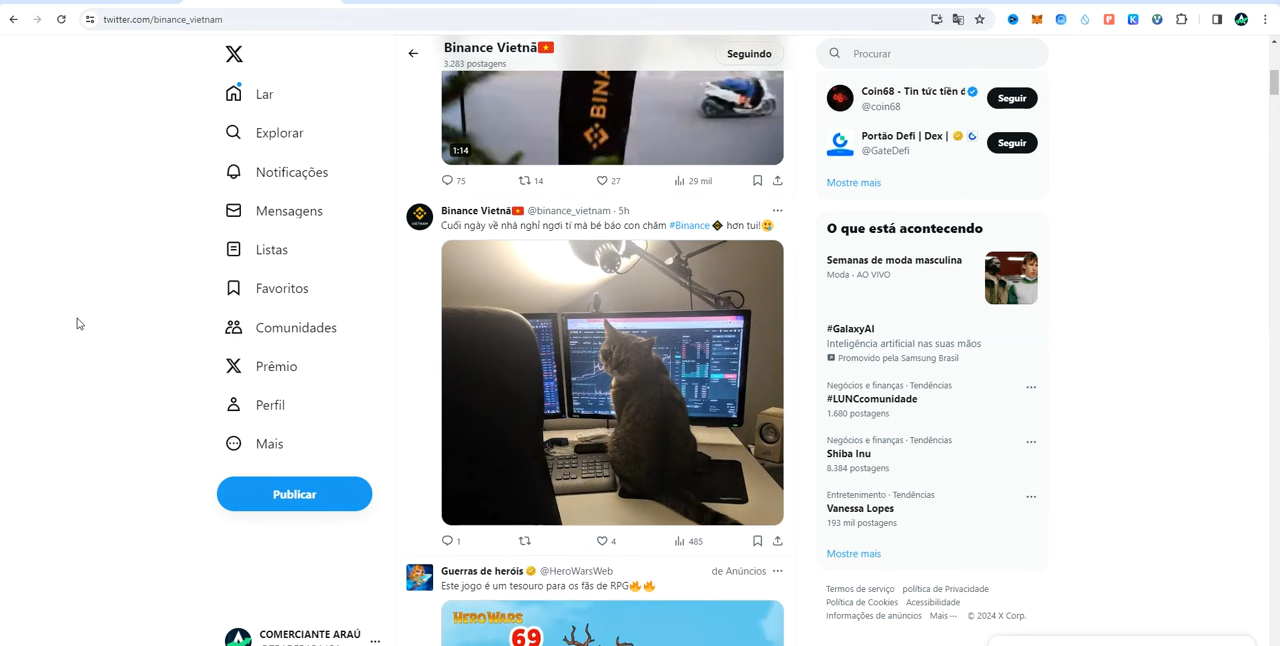 twitter.com/binance_vietnam
Lar
Explorar
Notificações
Mensagens
Listas
Favoritos
Comunidades
Prêmio
Perfil
Mais
Publicar
COMERCIANTE ARAÚ
Binance Vietnã🇻🇳
3.283 postagens
Seguindo
BINA
1:14
75
14
27
29 mil
Binance Vietnã🇻🇳 @binance_vietnam · 5h
Cuối ngày về nhà nghỉ ngơi tí mà bé báo con chăm #Binance hơn tui!🥲
1
4
485
Guerras de heróis @HeroWarsWeb
de Anúncios
Este jogo é um tesouro para os fãs de RPG🔥🔥
HERO WARS
69
Procurar
Coin68 - Tin tức tiền đ
@coin68
Seguir
Portão Defi | Dex |
@GateDefi
Seguir
Mostre mais
O que está acontecendo
Semanas de moda masculina
Moda · AO VIVO
#GalaxyAI
Inteligência artificial nas suas mãos
Promovido pela Samsung Brasil
Negócios e finanças · Tendências
#LUNCcomunidade
1.680 postagens
Negócios e finanças · Tendências
Shiba Inu
8.384 postagens
Entretenimento · Tendências
Vanessa Lopes
193 mil postagens
Mostre mais
Termos de serviço política de Privacidade
Política de Cookies Acessibilidade
Informações de anúncios Mais ··· © 2024 X Corp.